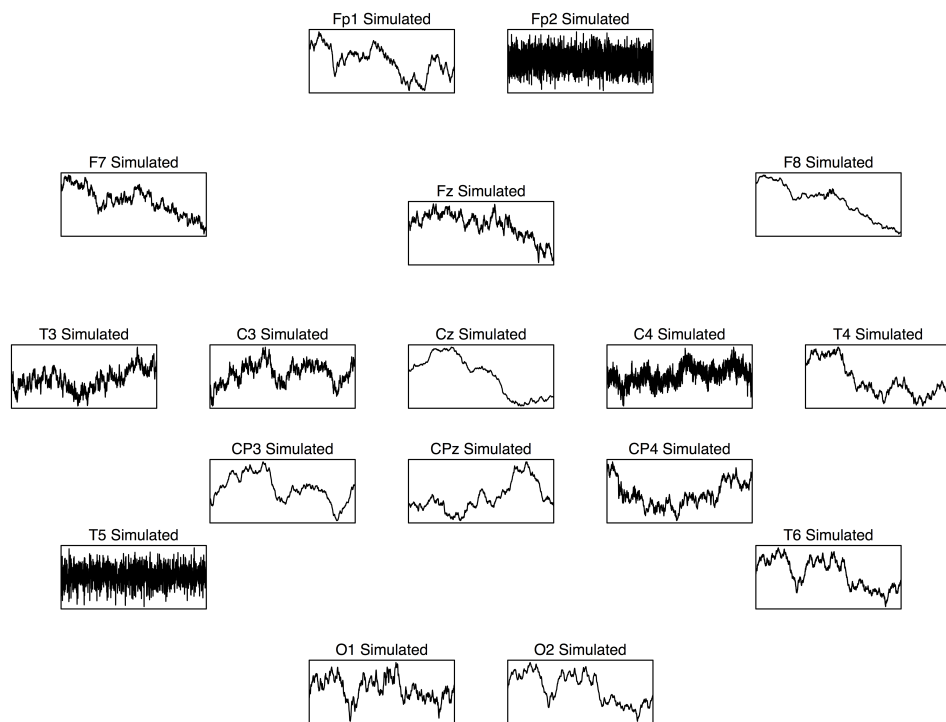 Fp1 Simulated
Fp2 Simulated
F7 Simulated
Fz Simulated
F8 Simulated
T3 Simulated
C3 Simulated
Cz Simulated
C4 Simulated
T4 Simulated
CP3 Simulated
CPz Simulated
CP4 Simulated
T5 Simulated
T6 Simulated
O1 Simulated
O2 Simulated